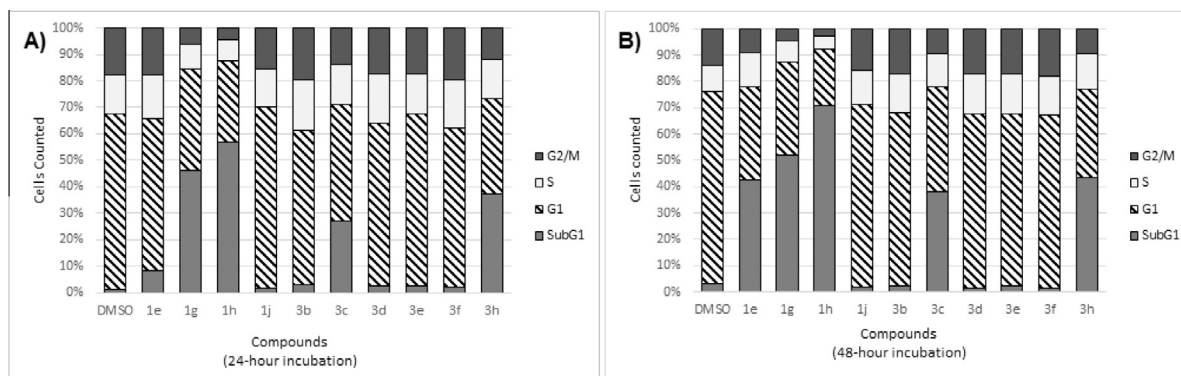 A)
Cells Counted
100%
90%
80%
70%
60%
50%
40%
30%
20%
10%
0%
DMSO 1e 1g 1h 1j 3b 3c 3d 3e 3f 3h
Compounds
(24-hour incubation)
G2/M
S
G1
SubG1
B)
Cells Counted
100%
90%
80%
70%
60%
50%
40%
30%
20%
10%
0%
DMSO 1e 1g 1h 1j 3b 3c 3d 3e 3f 3h
Compounds
(48-hour incubation)
G2/M
S
G1
SubG1